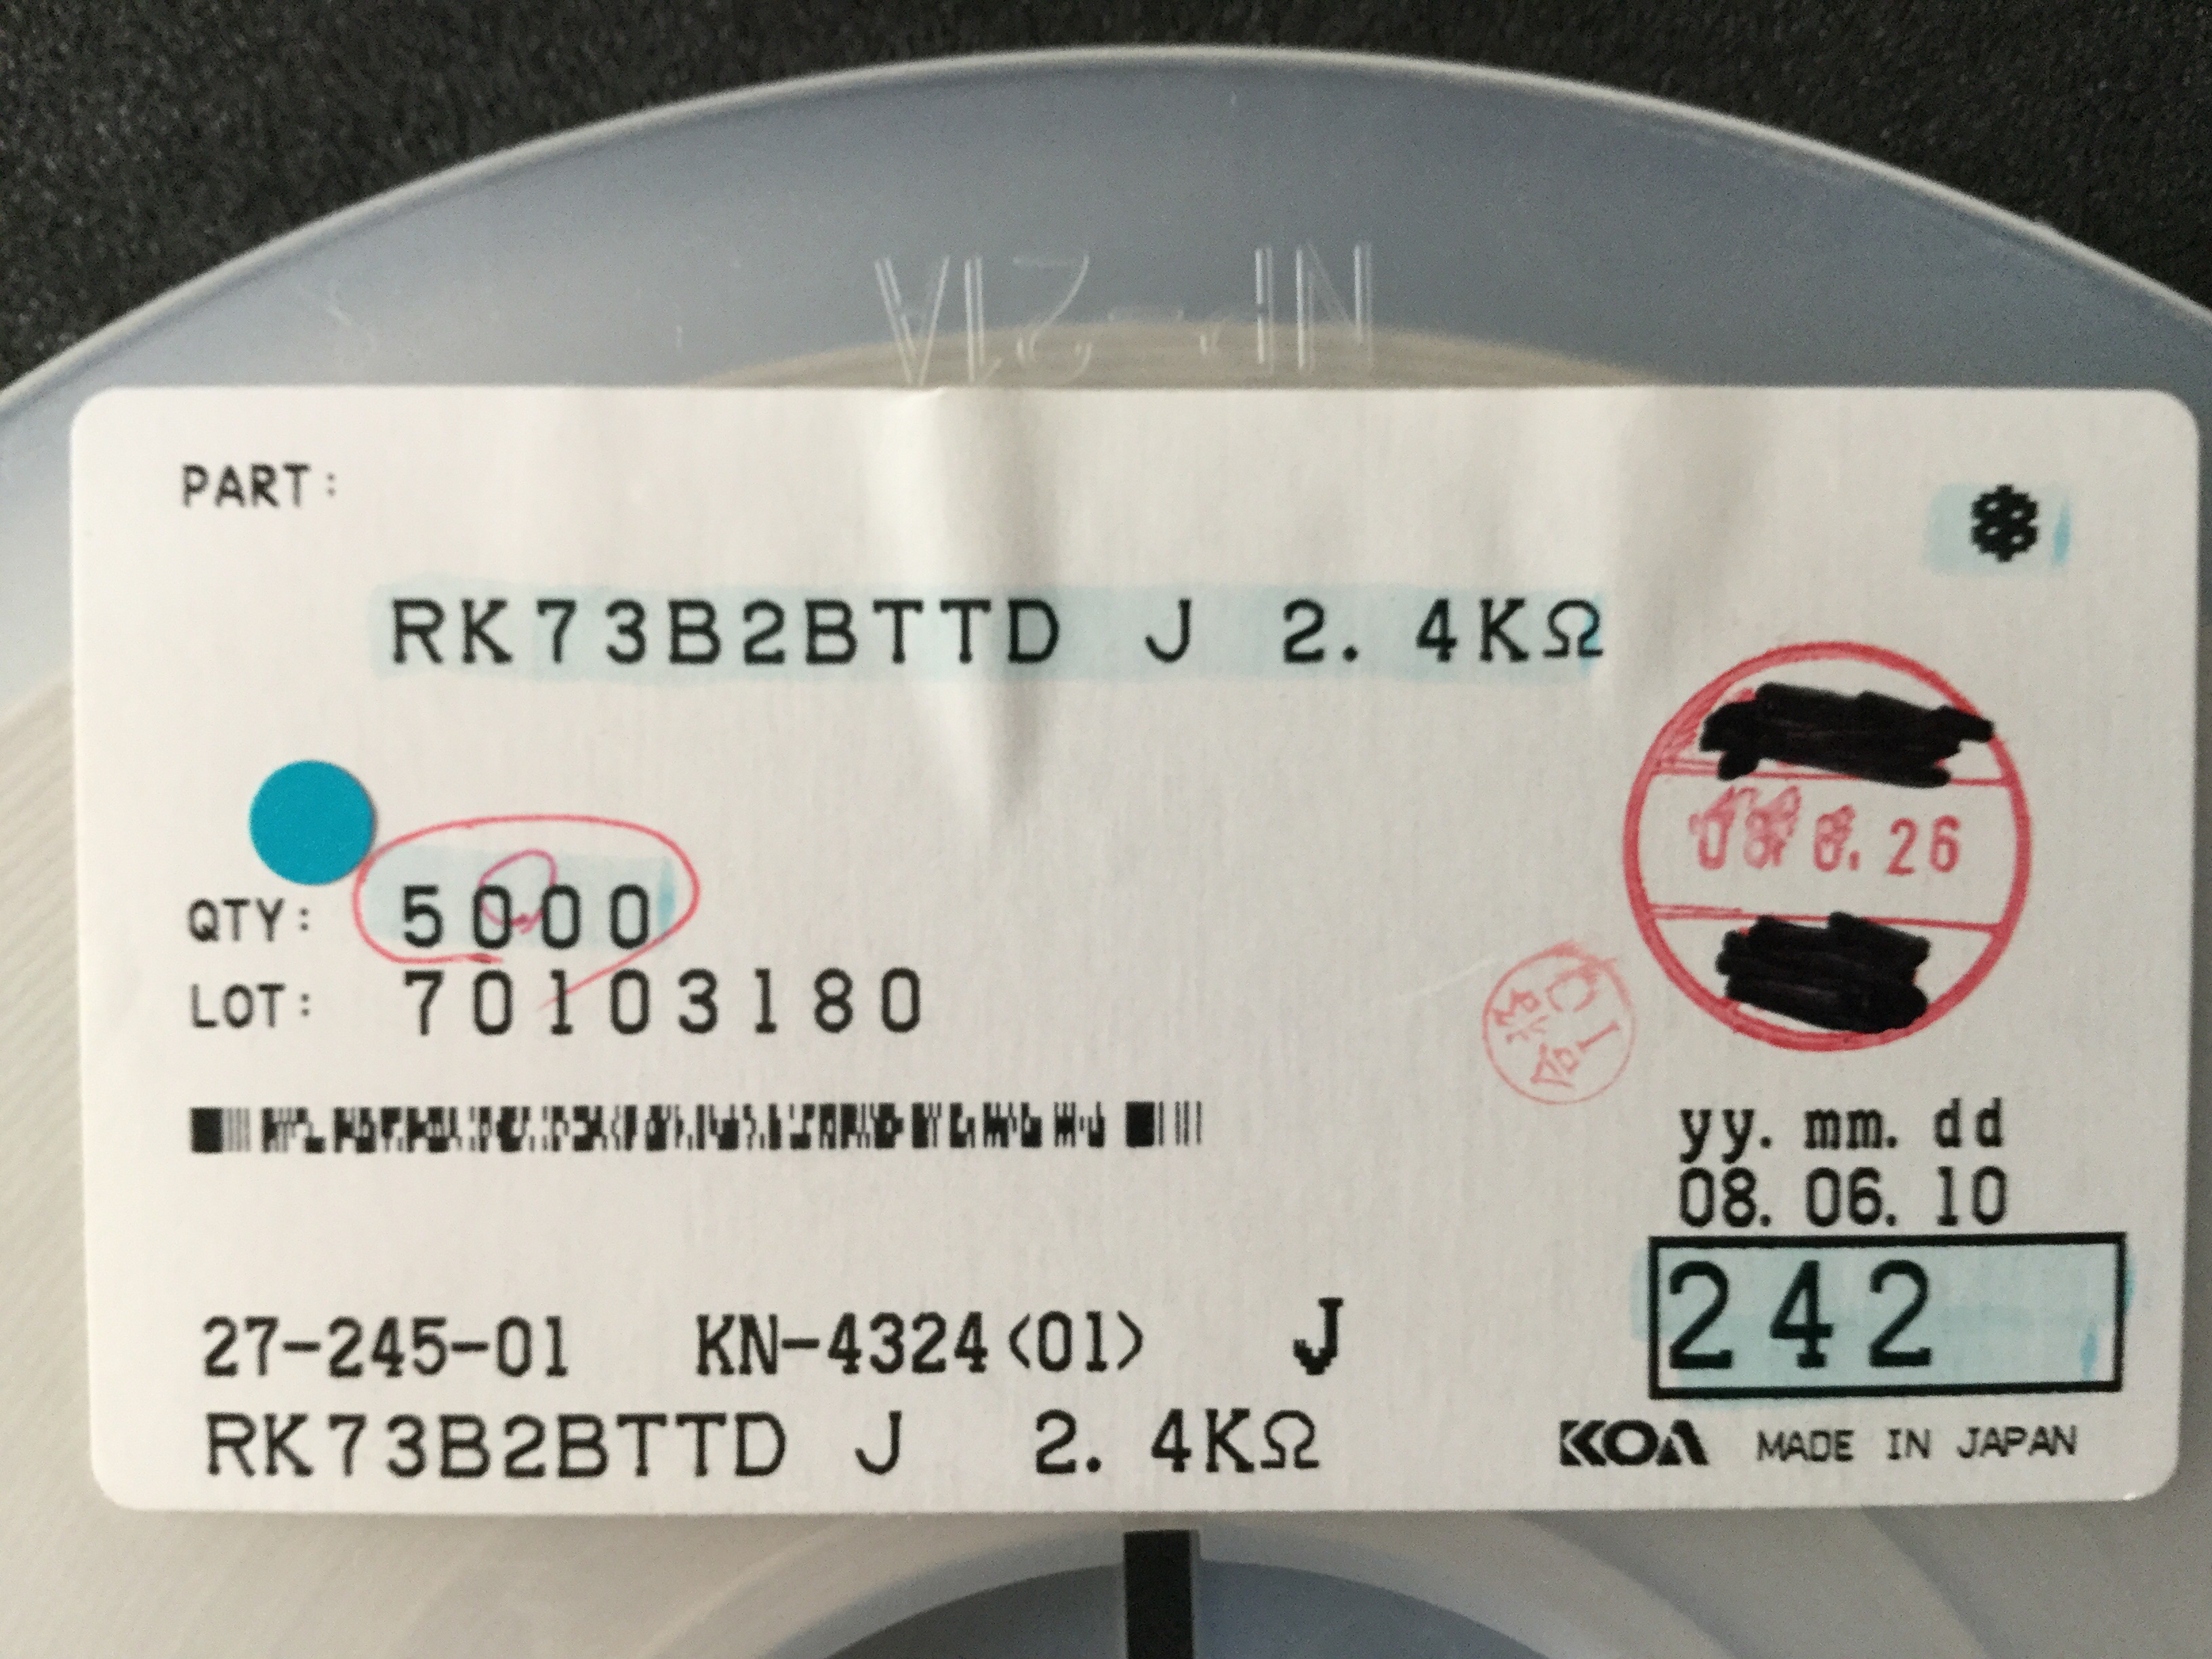 PART:
*
RK73B2BTTD J 2.4KΩ
QTY: 5000
LOT: 70103180
yy. mm. dd
08. 06. 10
242
27-245-01 KN-4324<01> J
RK73B2BTTD J 2.4KΩ
KOA MADE IN JAPAN